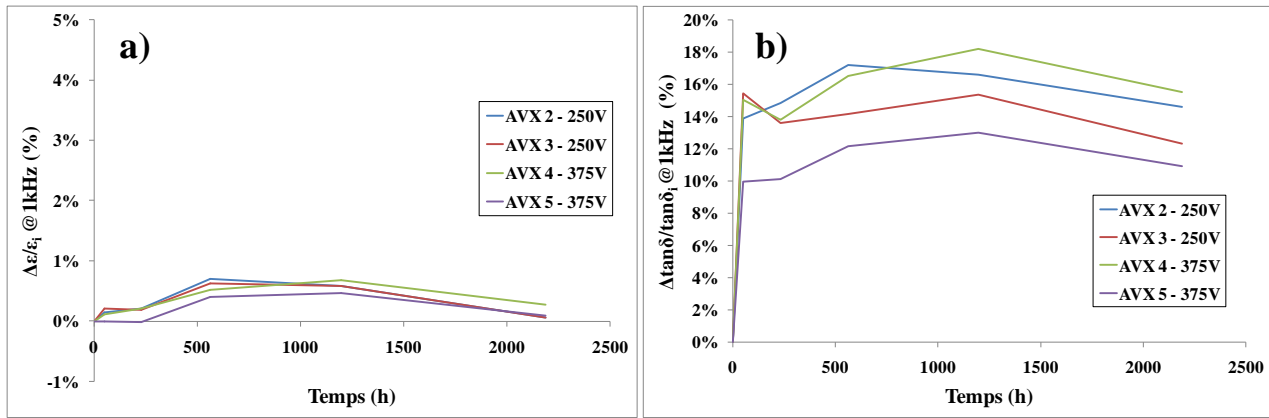 a)
5%
4%
3%
2%
1%
0%
-1%
Δε/εi @1kHz (%)
AVX 2 - 250V
AVX 3 - 250V
AVX 4 - 375V
AVX 5 - 375V
0 500 1000 1500 2000 2500
Temps (h)
b)
20%
18%
16%
14%
12%
10%
8%
6%
4%
2%
0%
Δtanδ/tanδi @1kHz (%)
AVX 2 - 250V
AVX 3 - 250V
AVX 4 - 375V
AVX 5 - 375V
0 500 1000 1500 2000 2500
Temps (h)